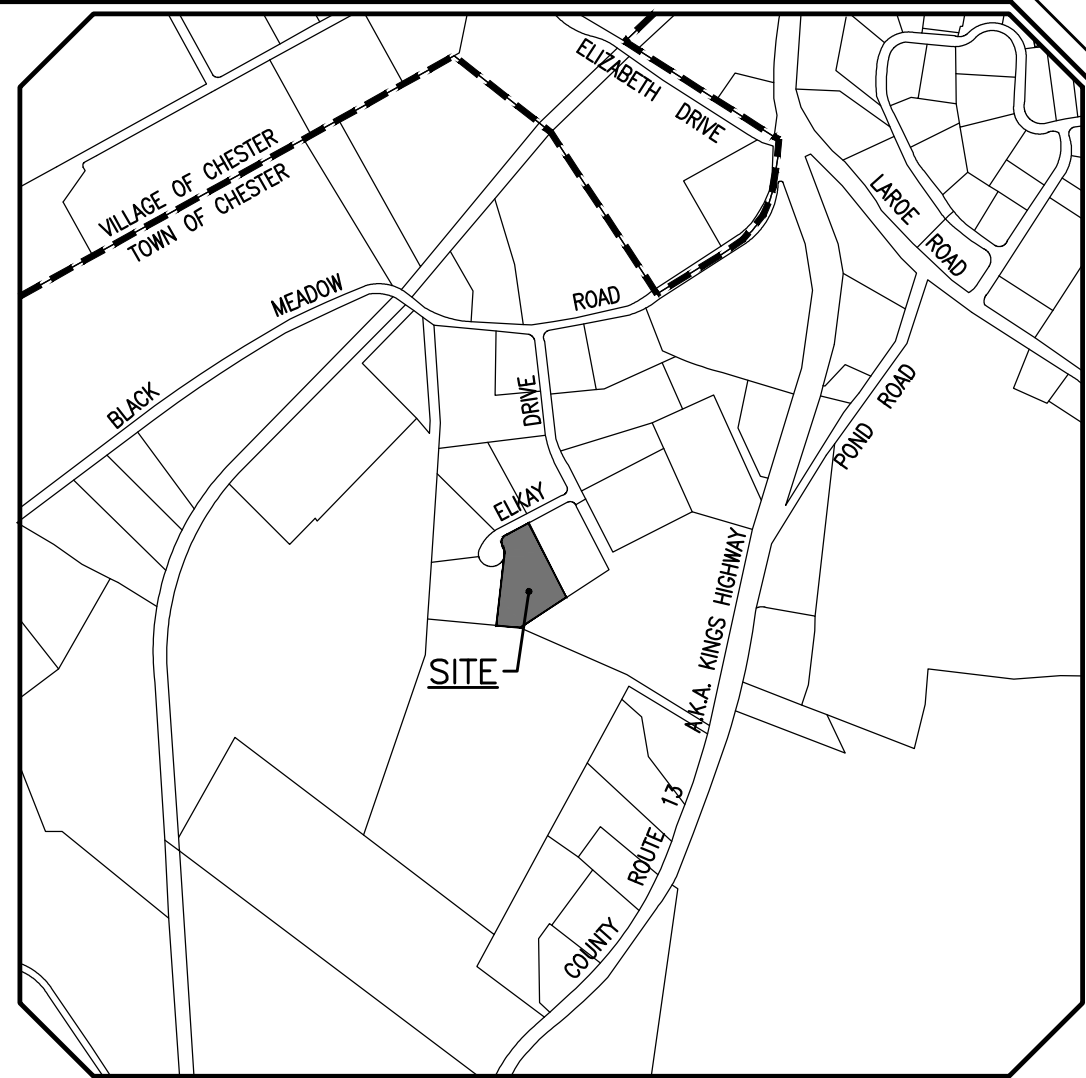 ELIZABETH DRIVE
VILLAGE OF CHESTER
TOWN OF CHESTER
LAROE ROAD
BLACK MEADOW ROAD
POND ROAD
ELKAY DRIVE
SITE
A.K.A. KINGS HIGHWAY
COUNTY ROUTE 13